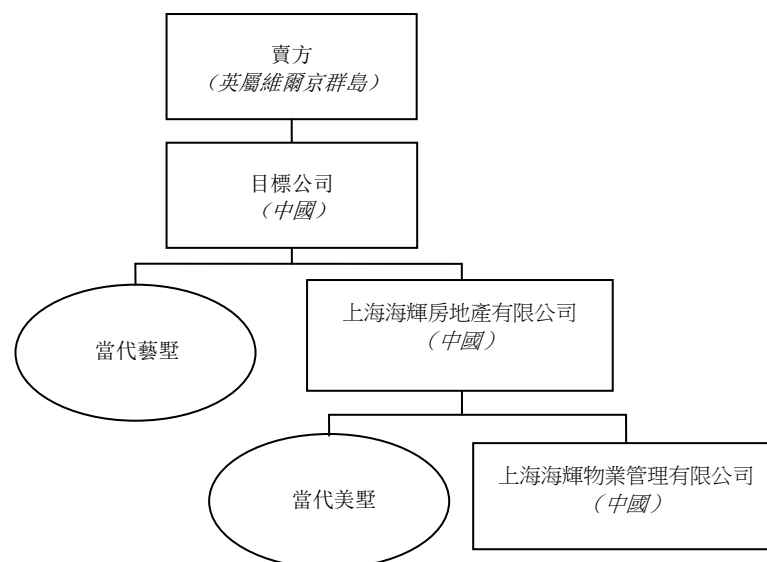 賣方
（英屬維爾京群島）
目標公司
（中國）
當代藝墅
上海海輝房地產有限公司
（中國）
當代美墅
上海海輝物業管理有限公司
（中國）